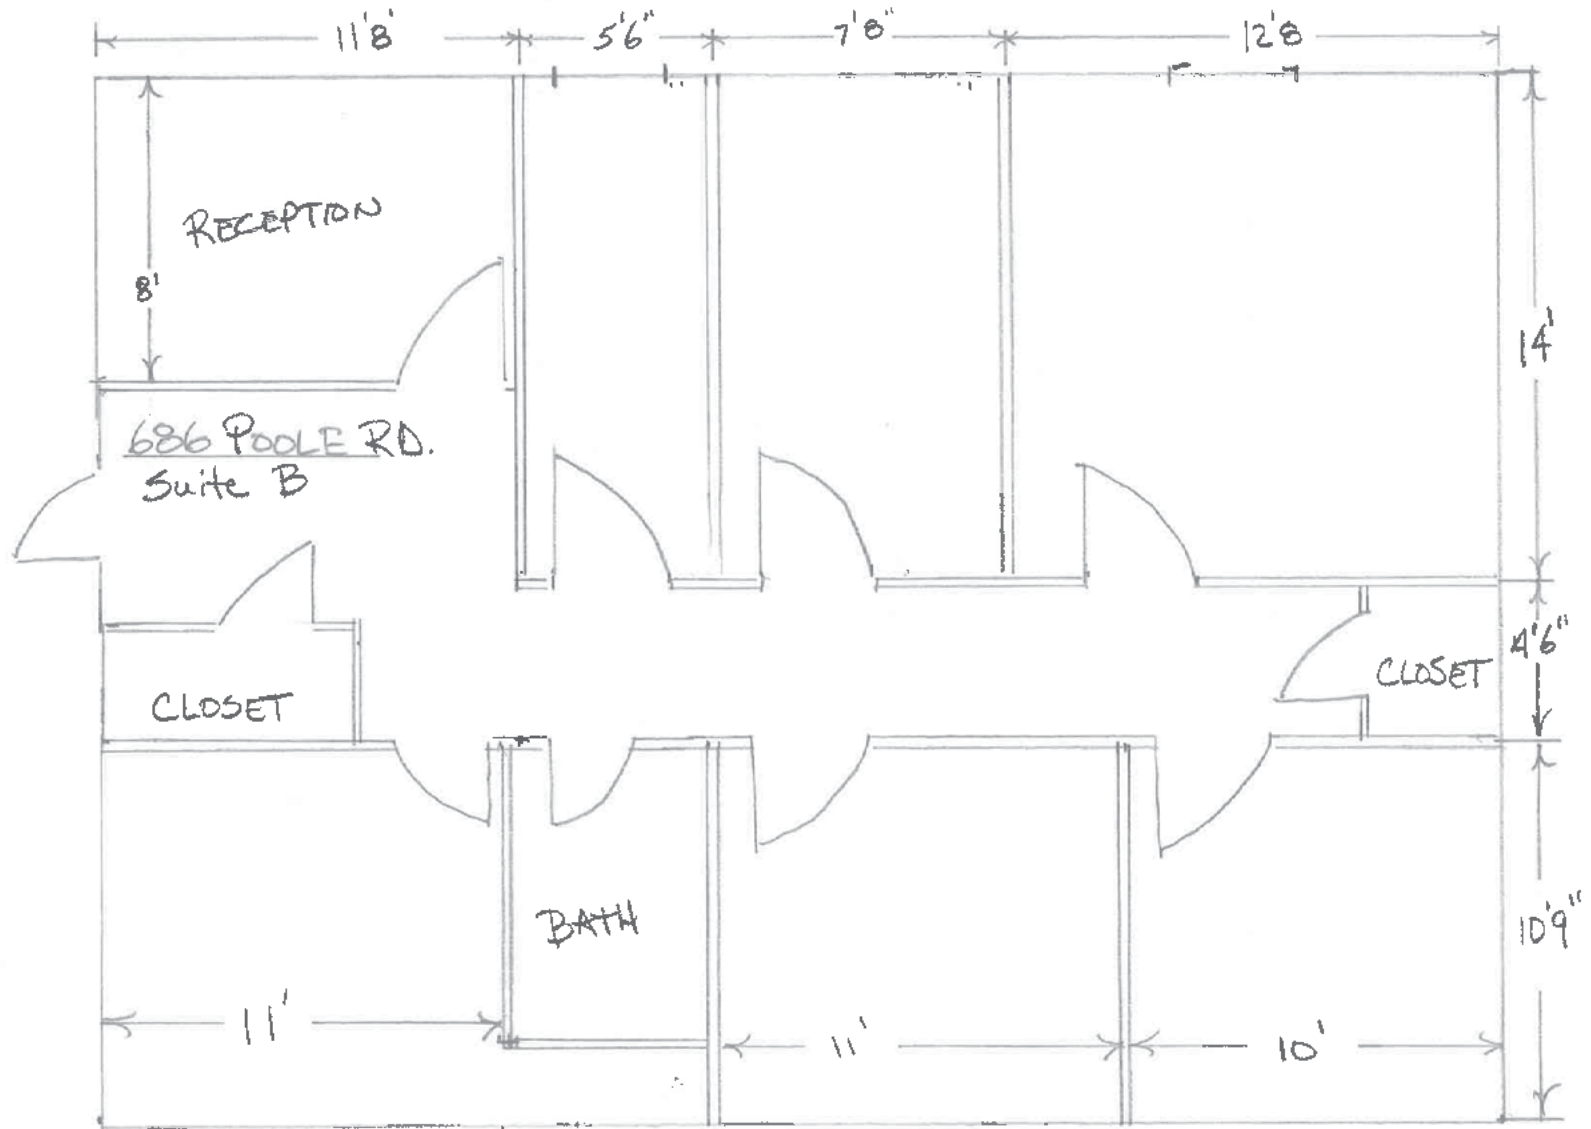 11'8' 5'6" 7'8" 12'8
RECEPTION
8'
14'
686 POOLE RD.
Suite B
4'6"
CLOSET
CLOSET
BATH
10'9"
11'
11'
10'